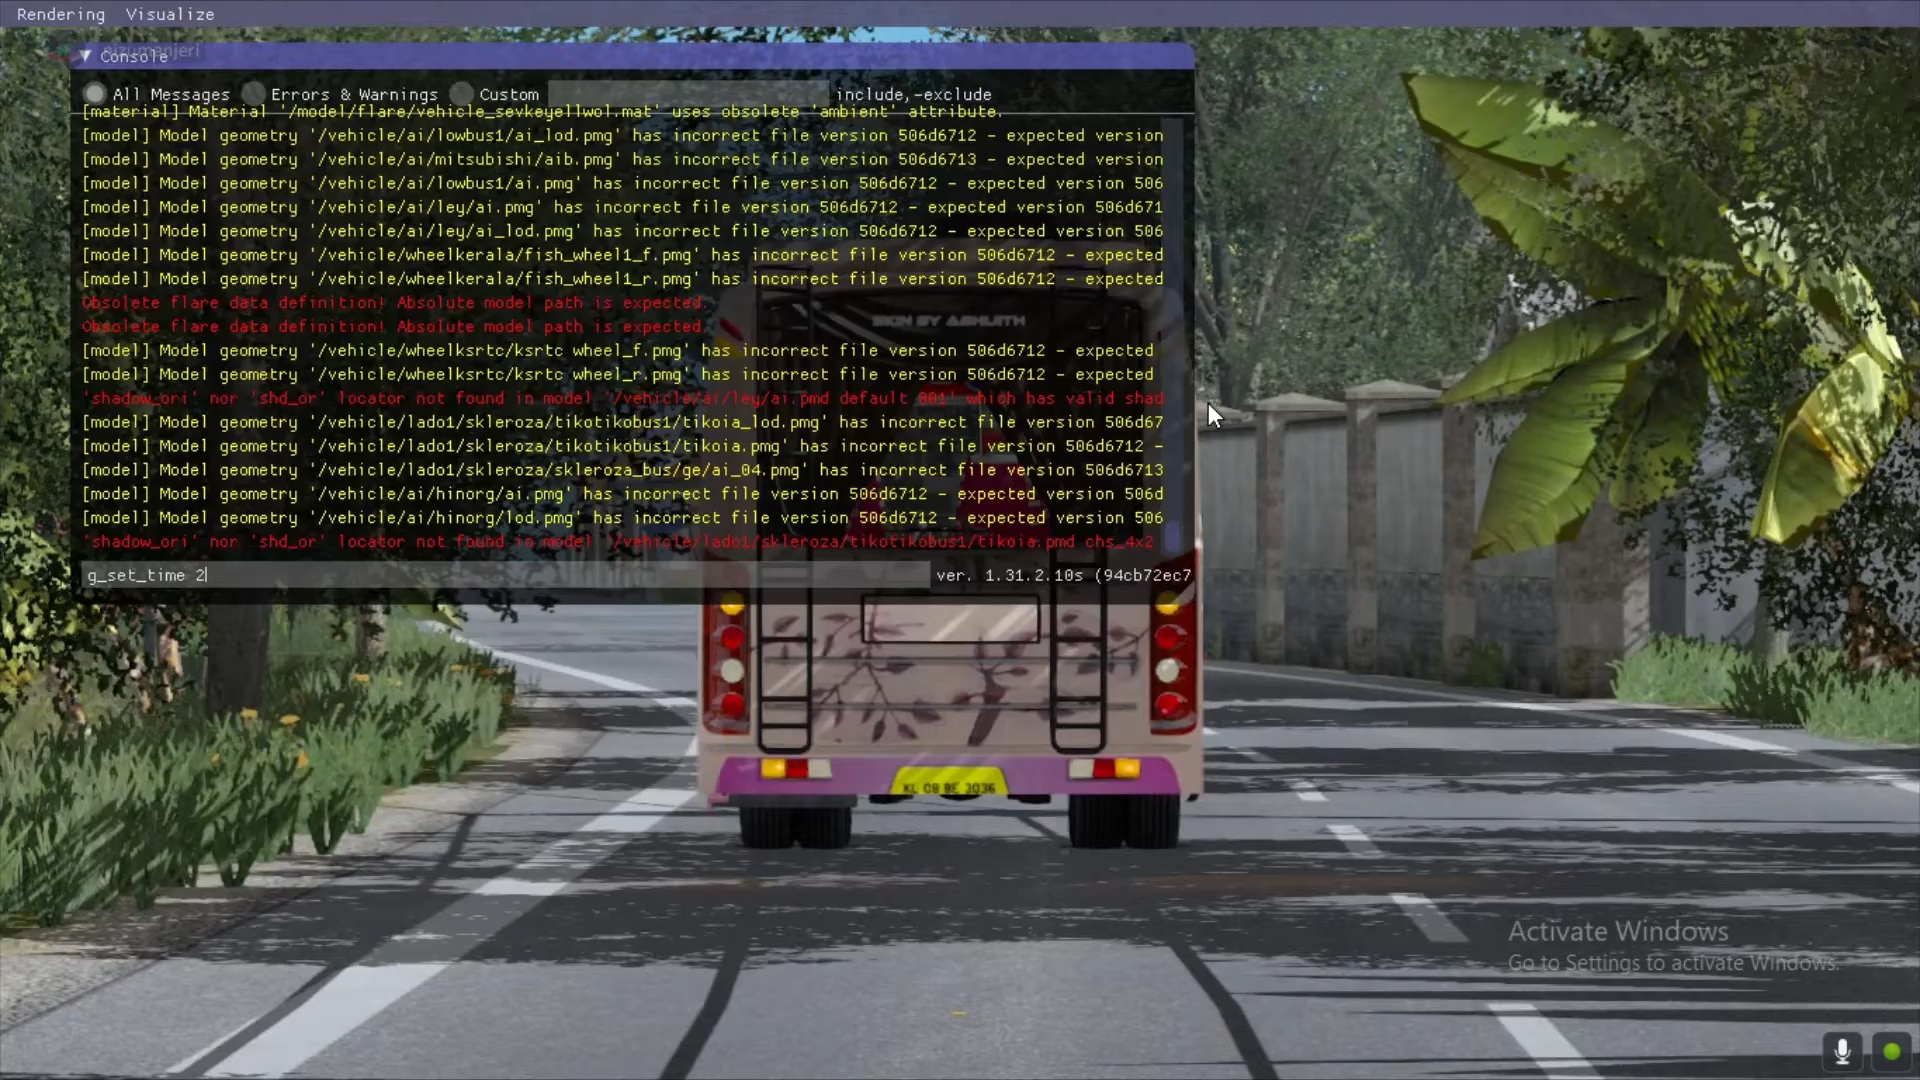 Rendering Visualize
nizumanjeri
Console
All Messages Errors & Warnings Custom include,-exclude
[material] Material '/model/flare/vehicle_sevkeyellwol.mat' uses obsolete 'ambient' attribute.
[model] Model geometry '/vehicle/ai/lowbus1/ai_lod.pmg' has incorrect file version 506d6712 - expected version
[model] Model geometry '/vehicle/ai/mitsubishi/aib.pmg' has incorrect file version 506d6713 - expected version
[model] Model geometry '/vehicle/ai/lowbus1/ai.pmg' has incorrect file version 506d6712 - expected version 506
[model] Model geometry '/vehicle/ai/ley/ai.pmg' has incorrect file version 506d6712 - expected version 506d671
[model] Model geometry '/vehicle/ai/ley/ai_lod.pmg' has incorrect file version 506d6712 - expected version 506
[model] Model geometry '/vehicle/wheelkerala/fish_wheel1_f.pmg' has incorrect file version 506d6712 - expected
[model] Model geometry '/vehicle/wheelkerala/fish_wheel1_r.pmg' has incorrect file version 506d6712 - expected
Obsolete flare data definition! Absolute model path is expected.
Obsolete flare data definition! Absolute model path is expected.
[model] Model geometry '/vehicle/wheelksrtc/ksrtc wheel_f.pmg' has incorrect file version 506d6712 - expected
[model] Model geometry '/vehicle/wheelksrtc/ksrtc wheel_r.pmg' has incorrect file version 506d6712 - expected
'shadow_ori' nor 'shd_or' locator not found in model '/vehicle/ai/ley/ai.pmd default 001' which has valid shad
[model] Model geometry '/vehicle/lado1/skleroza/tikotikobus1/tikoia_lod.pmg' has incorrect file version 506d67
[model] Model geometry '/vehicle/lado1/skleroza/tikotikobus1/tikoia.pmg' has incorrect file version 506d6712 -
[model] Model geometry '/vehicle/lado1/skleroza/skleroza_bus/ge/ai_04.pmg' has incorrect file version 506d6713
[model] Model geometry '/vehicle/ai/hinorg/ai.pmg' has incorrect file version 506d6712 - expected version 506d
[model] Model geometry '/vehicle/ai/hinorg/lod.pmg' has incorrect file version 506d6712 - expected version 506
'shadow_ori' nor 'shd_or' locator not found in model '/vehicle/lado1/skleroza/tikotikobus1/tikoia.pmd chs_4x2
g_set_time 2 ver. 1.31.2.10s (94cb72ec7
SKIN BY ABHIJITH
KL 08 BE 3036
Activate Windows
Go to Settings to activate Windows.